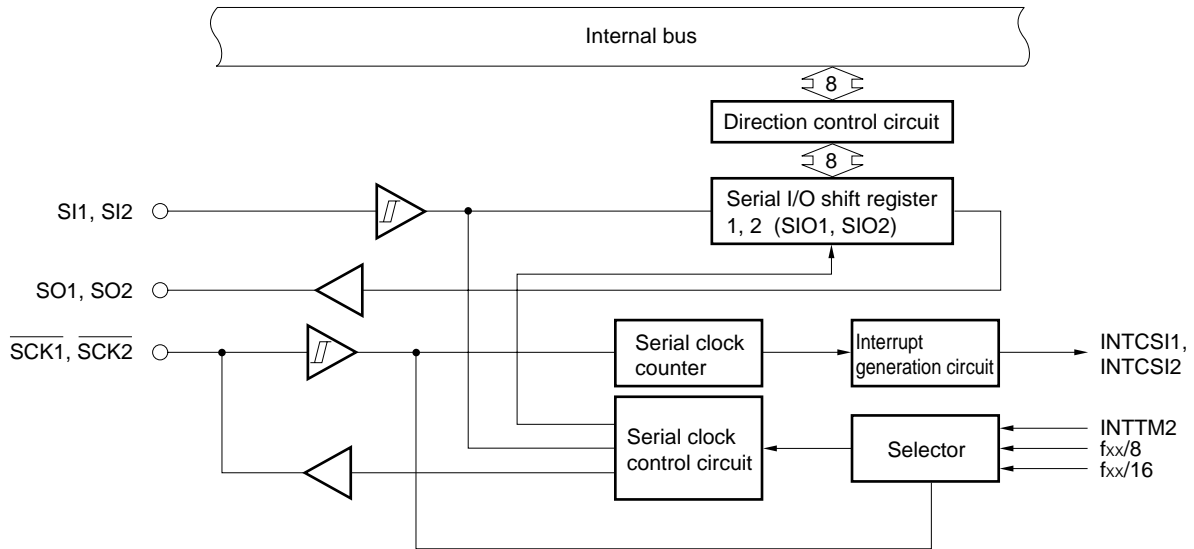 Internal bus
8
Direction control circuit
8
SI1, SI2
Serial I/O shift register
1, 2 (SIO1, SIO2)
SO1, SO2
SCK1, SCK2
Serial clock
counter
Interrupt
generation circuit
INTCSI1,
INTCSI2
Serial clock
control circuit
Selector
INTTM2
fxx/8
fxx/16